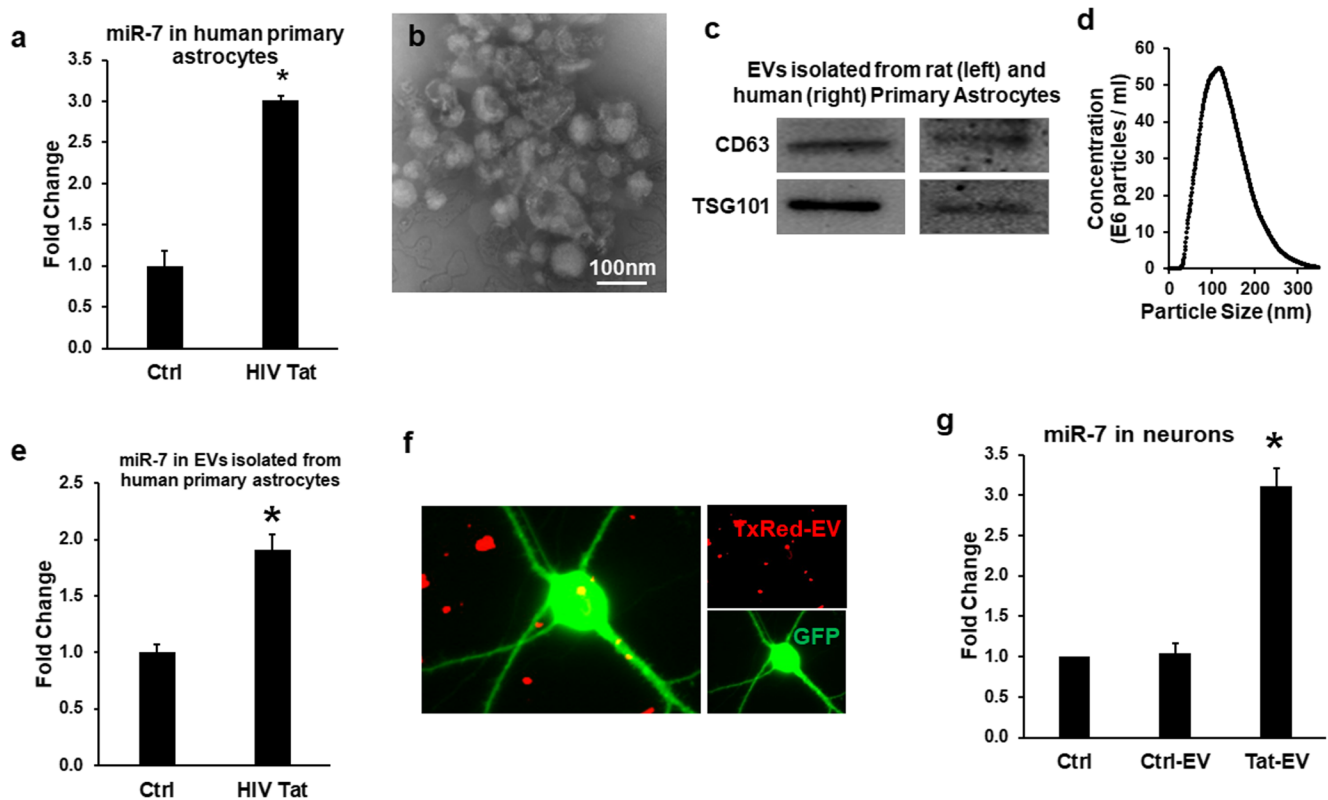 a
miR-7 in human primary
astrocytes
3.5
3.0
2.5
2.0
1.5
1.0
0.5
0.0
Fold Change
*
Ctrl
HIV Tat
b
100nm
c
EVs isolated from rat (left) and
human (right) Primary Astrocytes
CD63
TSG101
d
60
50
40
30
20
10
0
Concentration
(E6 particles / ml)
0 100 200 300
Particle Size (nm)
e
miR-7 in EVs isolated from
human primary astrocytes
2.5
2.0
1.5
1.0
0.5
0.0
Fold Change
*
Ctrl
HIV Tat
f
TxRed-EV
GFP
g
miR-7 in neurons
3.5
3.0
2.5
2.0
1.5
1.0
0.5
0.0
Fold Change
*
Ctrl
Ctrl-EV
Tat-EV